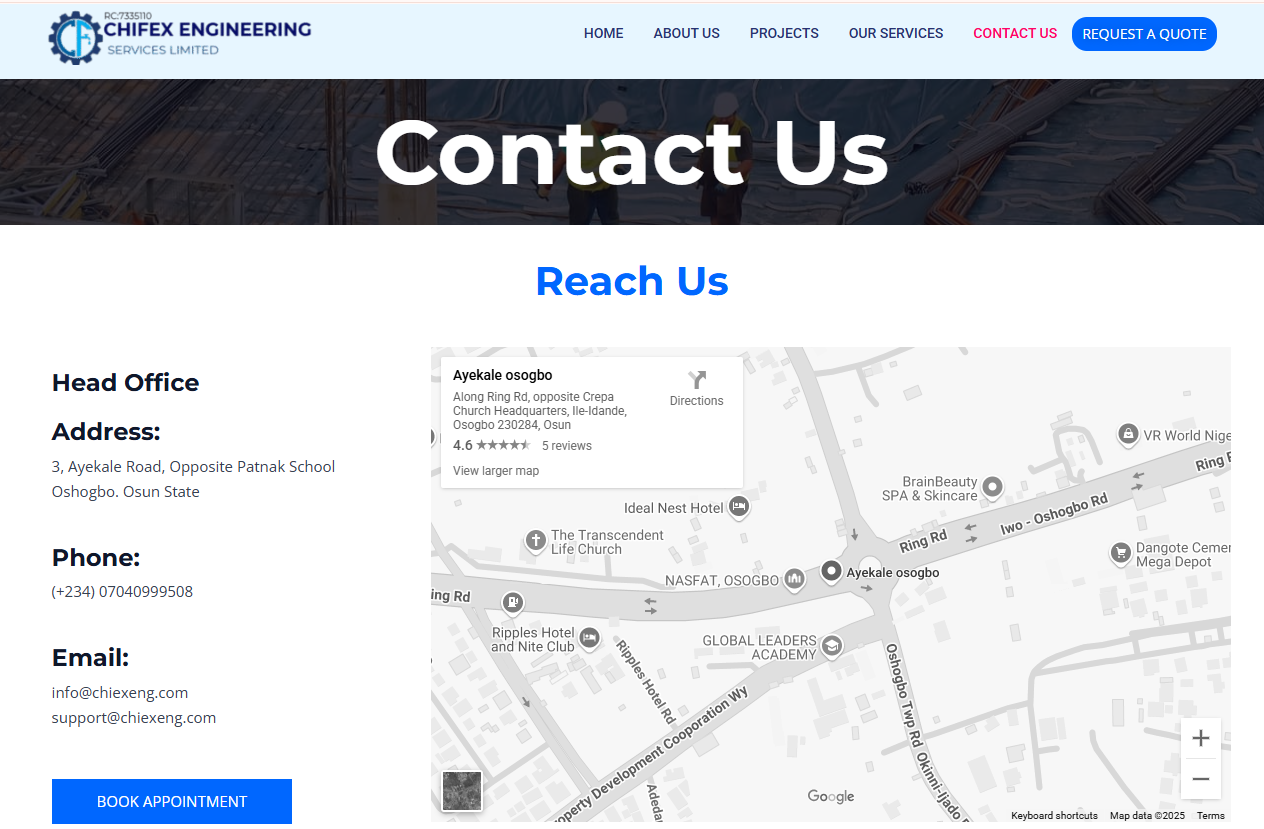 RC:7335110
CHIFEX ENGINEERING
SERVICES LIMITED
HOME
ABOUT US
PROJECTS
OUR SERVICES
CONTACT US
REQUEST A QUOTE
Contact Us
Reach Us
Head Office
Address:
3, Ayekale Road, Opposite Patnak School
Oshogbo. Osun State
Phone:
(+234) 07040999508
Email:
info@chiexeng.com
support@chiexeng.com
BOOK APPOINTMENT
Ayekale osogbo
Along Ring Rd, opposite Crepa
Church Headquarters, Ile-Idande,
Osogbo 230284, Osun
4.6
5 reviews
View larger map
Directions
VR World Nige
Ring R
BrainBeauty
SPA & Skincare
Iwo - Oshogbo Rd
Ideal Nest Hotel
The Transcendent
Life Church
Ring Rd
Dangote Cemer
Mega Depot
NASFAT, OSOGBO
Ayekale osogbo
ing Rd
Ripples Hotel
and Nite Club
GLOBAL LEADERS
ACADEMY
Ripples Hotel Rd
Oshogbo Twp Rd
Okinni-Ijado
operty Development Cooporation Wy
Adeda
Google
Keyboard shortcuts
Map data ©2025
Terms